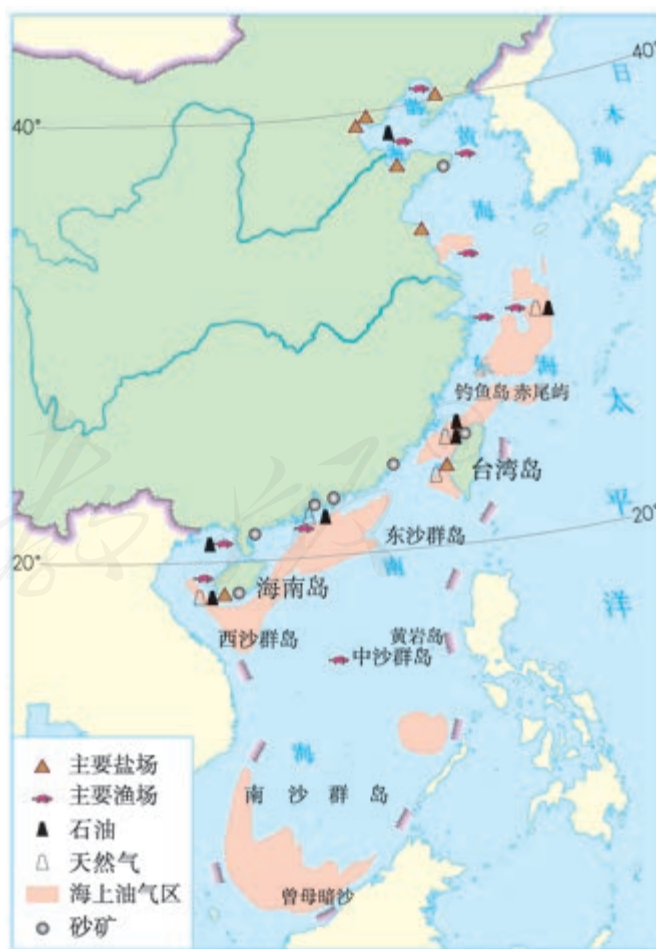 40°
40°
日本海
渤海
黄海
东海
钓鱼岛 赤尾屿
太平洋
台湾岛
20°
20°
东沙群岛
南海
海南岛
西沙群岛
黄岩岛
中沙群岛
南沙群岛
曾母暗沙
主要盐场
主要渔场
石油
天然气
海上油气区
砂矿